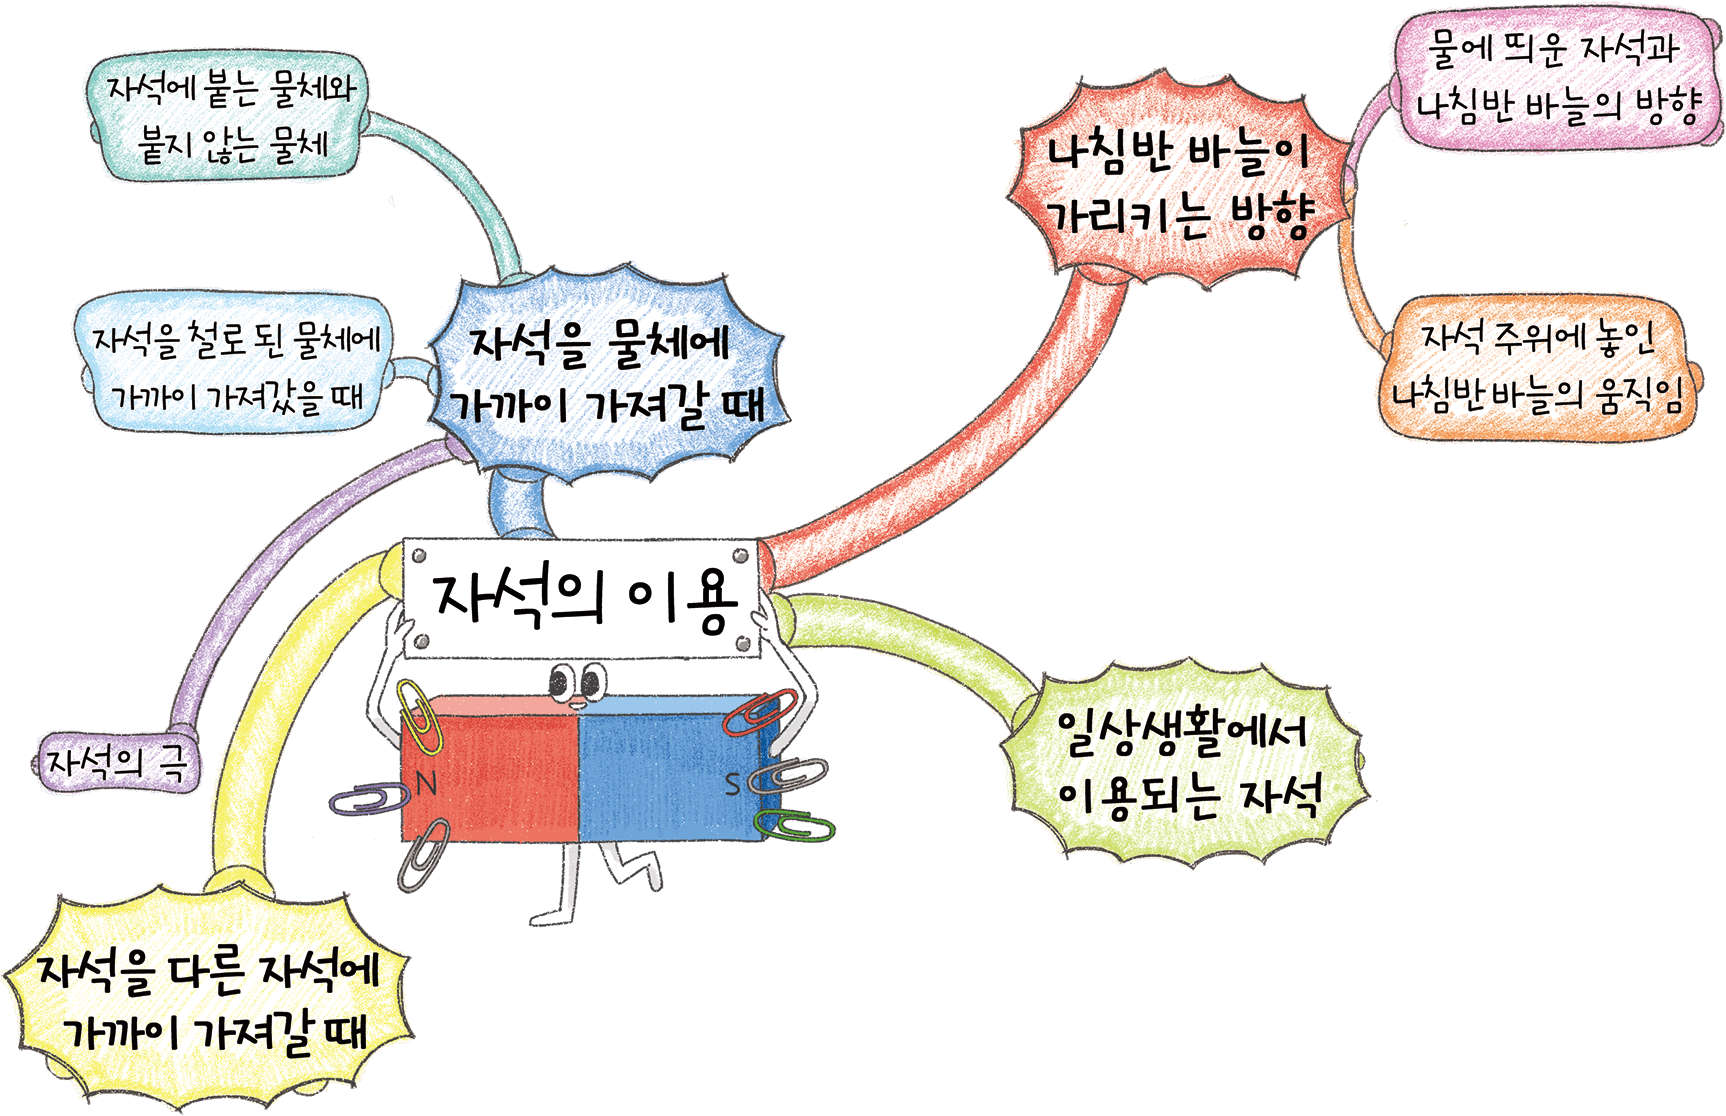 자석의 이용
자석을 물체에
가까이 가져갈 때
자석에 붙는 물체와
붙지 않는 물체
자석을 철로 된 물체에
가까이 가져갔을 때
자석의 극
자석을 다른 자석에
가까이 가져갈 때
나침반 바늘이
가리키는 방향
물에 띄운 자석과
나침반 바늘의 방향
자석 주위에 놓인
나침반 바늘의 움직임
일상생활에서
이용되는 자석
N
S